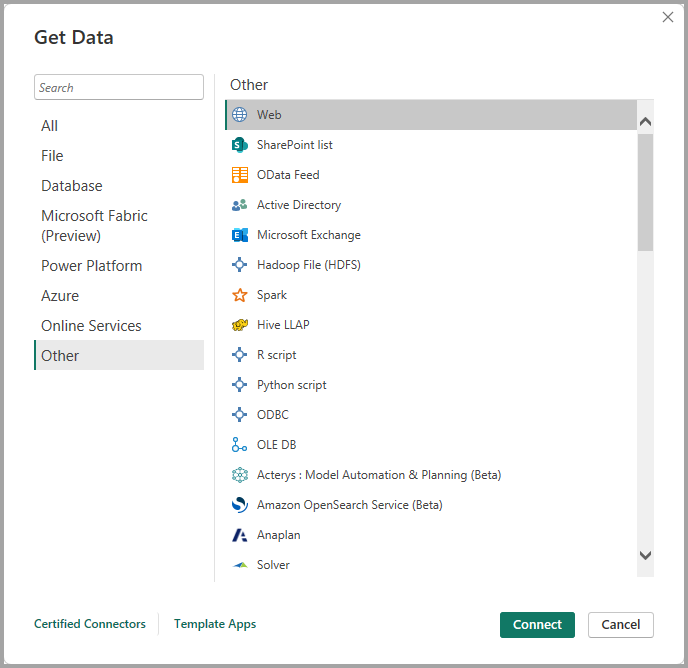 Get Data
Search
All
File
Database
Microsoft Fabric
(Preview)
Power Platform
Azure
Online Services
Other
Other
Web
SharePoint list
OData Feed
Active Directory
Microsoft Exchange
Hadoop File (HDFS)
Spark
Hive LLAP
R script
Python script
ODBC
OLE DB
Acterys : Model Automation & Planning (Beta)
Amazon OpenSearch Service (Beta)
Anaplan
Solver
Certified Connectors
Template Apps
Connect
Cancel